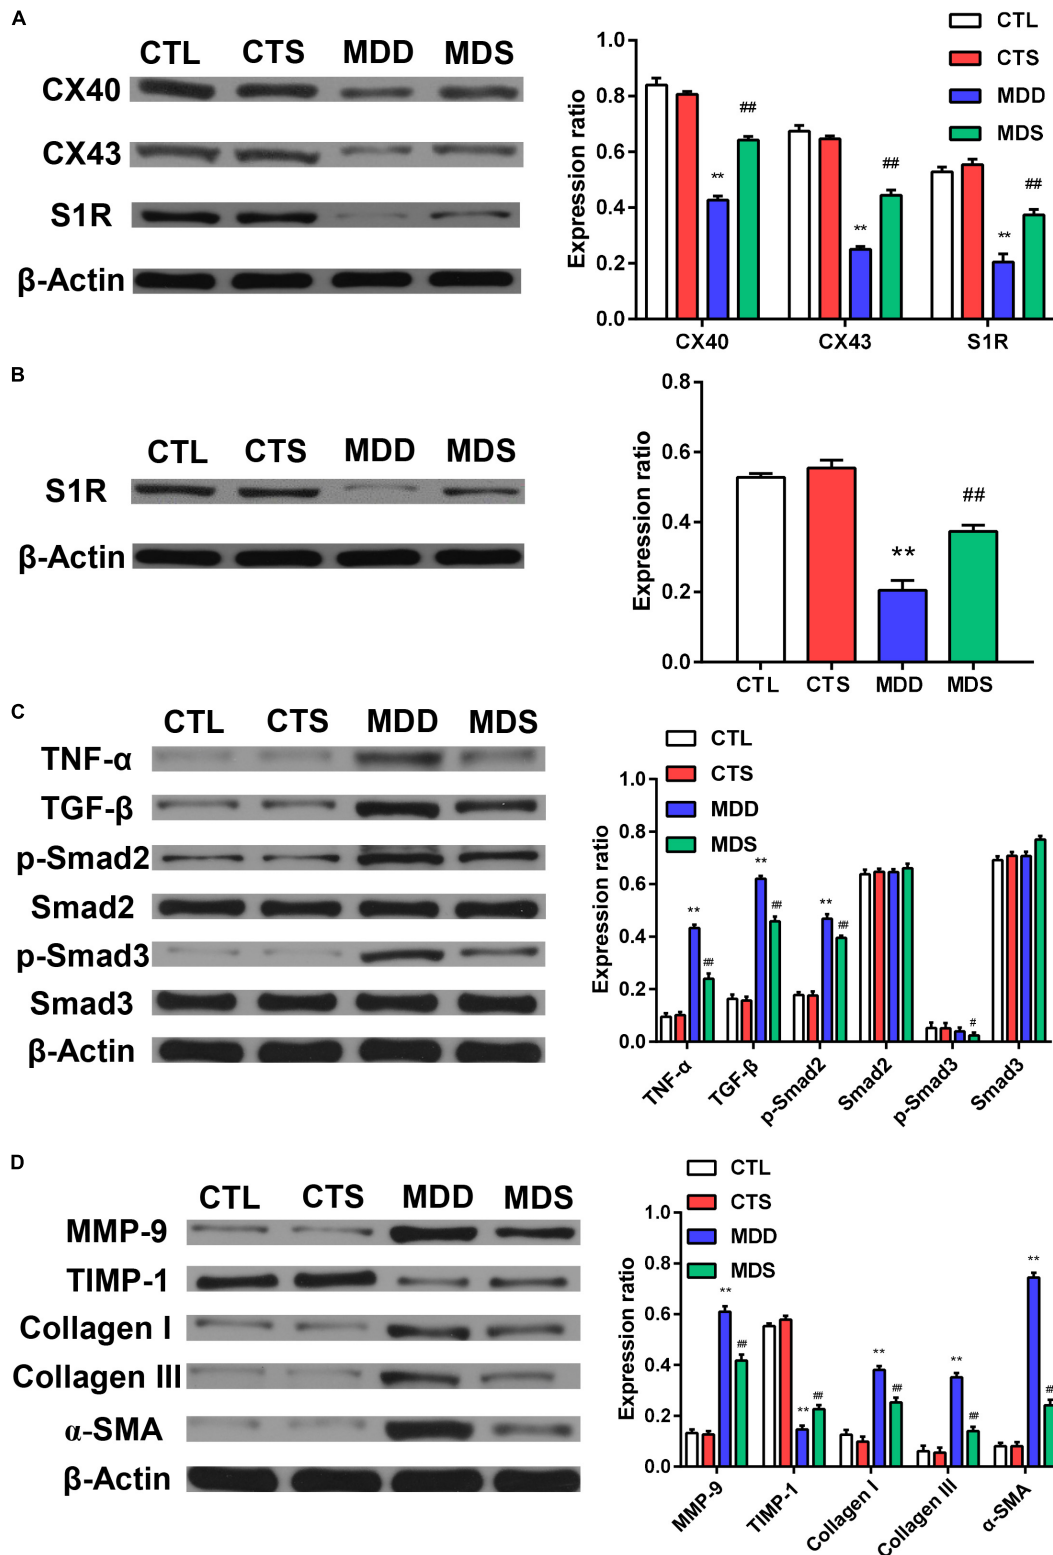 A
CTL CTS MDD MDS
CX40
CX43
S1R
β-Actin
CTL
CTS
MDD
MDS
Expression ratio
1.0
0.8
0.6
0.4
0.2
0.0
** ## ** ## ** ##
CX40 CX43 S1R
B
CTL CTS MDD MDS
S1R
β-Actin
Expression ratio
0.8
0.6
0.4
0.2
0.0
** ##
CTL CTS MDD MDS
C
CTL CTS MDD MDS
TNF-α
TGF-β
p-Smad2
Smad2
p-Smad3
Smad3
β-Actin
CTL
CTS
MDD
MDS
Expression ratio
1.0
0.8
0.6
0.4
0.2
0.0
** ## ** ## ** ## #
TNF-α TGF-β p-Smad2 Smad2 p-Smad3 Smad3
D
CTL CTS MDD MDS
MMP-9
TIMP-1
Collagen I
Collagen III
α-SMA
β-Actin
CTL
CTS
MDD
MDS
Expression ratio
1.0
0.8
0.6
0.4
0.2
0.0
** ## ** ## ** ## ** ## ** ##
MMP-9 TIMP-1 Collagen I Collagen III α-SMA